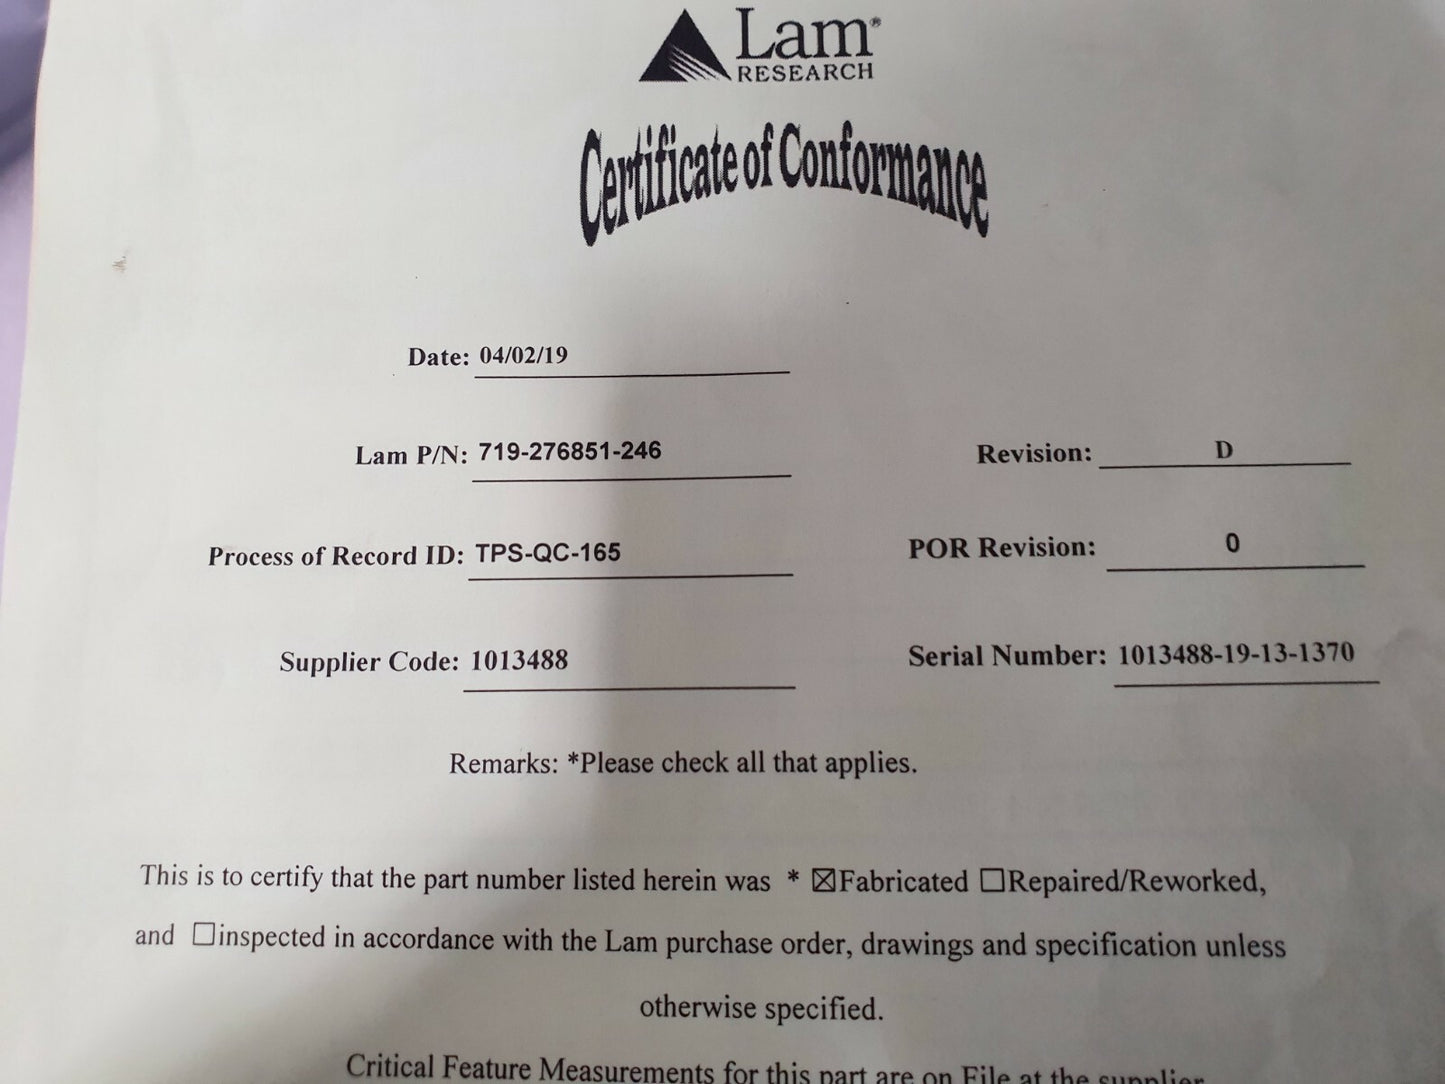 Lam®
RESEARCH
Certificate of Conformance
Date: 04/02/19
Lam P/N: 719-276851-246 Revision: D
Process of Record ID: TPS-QC-165 POR Revision: 0
Supplier Code: 1013488 Serial Number: 1013488-19-13-1370
Remarks: *Please check all that applies.
This is to certify that the part number listed herein was * ☒Fabricated ☐Repaired/Reworked,
and ☐inspected in accordance with the Lam purchase order, drawings and specification unless
otherwise specified.
Critical Feature Measurements for this part are on File at the supplier